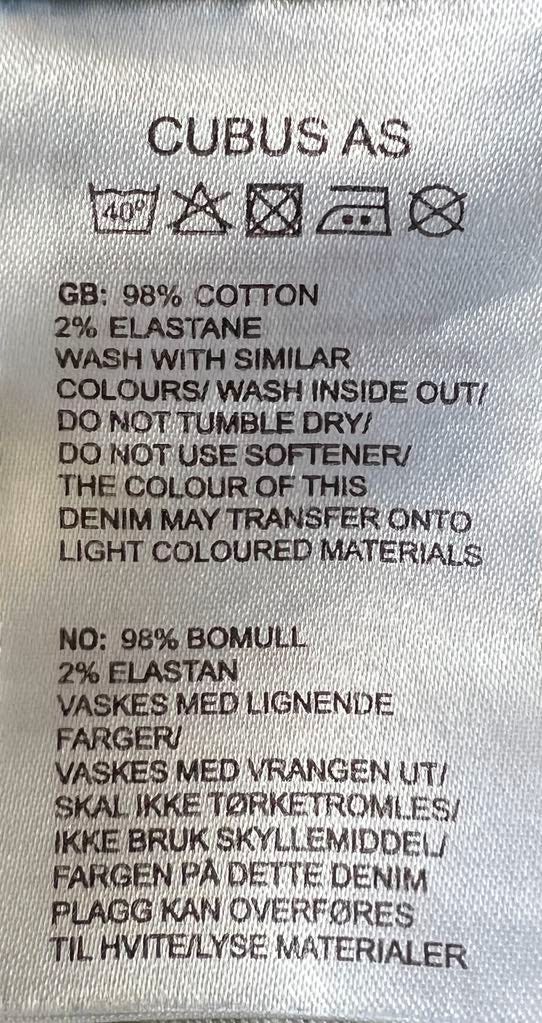 CUBUS AS
40°
GB: 98% COTTON
2% ELASTANE
WASH WITH SIMILAR
COLOURS/ WASH INSIDE OUT/
DO NOT TUMBLE DRY/
DO NOT USE SOFTENER/
THE COLOUR OF THIS
DENIM MAY TRANSFER ONTO
LIGHT COLOURED MATERIALS
NO: 98% BOMULL
2% ELASTAN
VASKES MED LIGNENDE
FARGER/
VASKES MED VRANGEN UT/
SKAL IKKE TØRKETROMLES/
IKKE BRUK SKYLLEMIDDEL/
FARGEN PÅ DETTE DENIM
PLAGG KAN OVERFØRES
TIL HVITE/LYSE MATERIALER